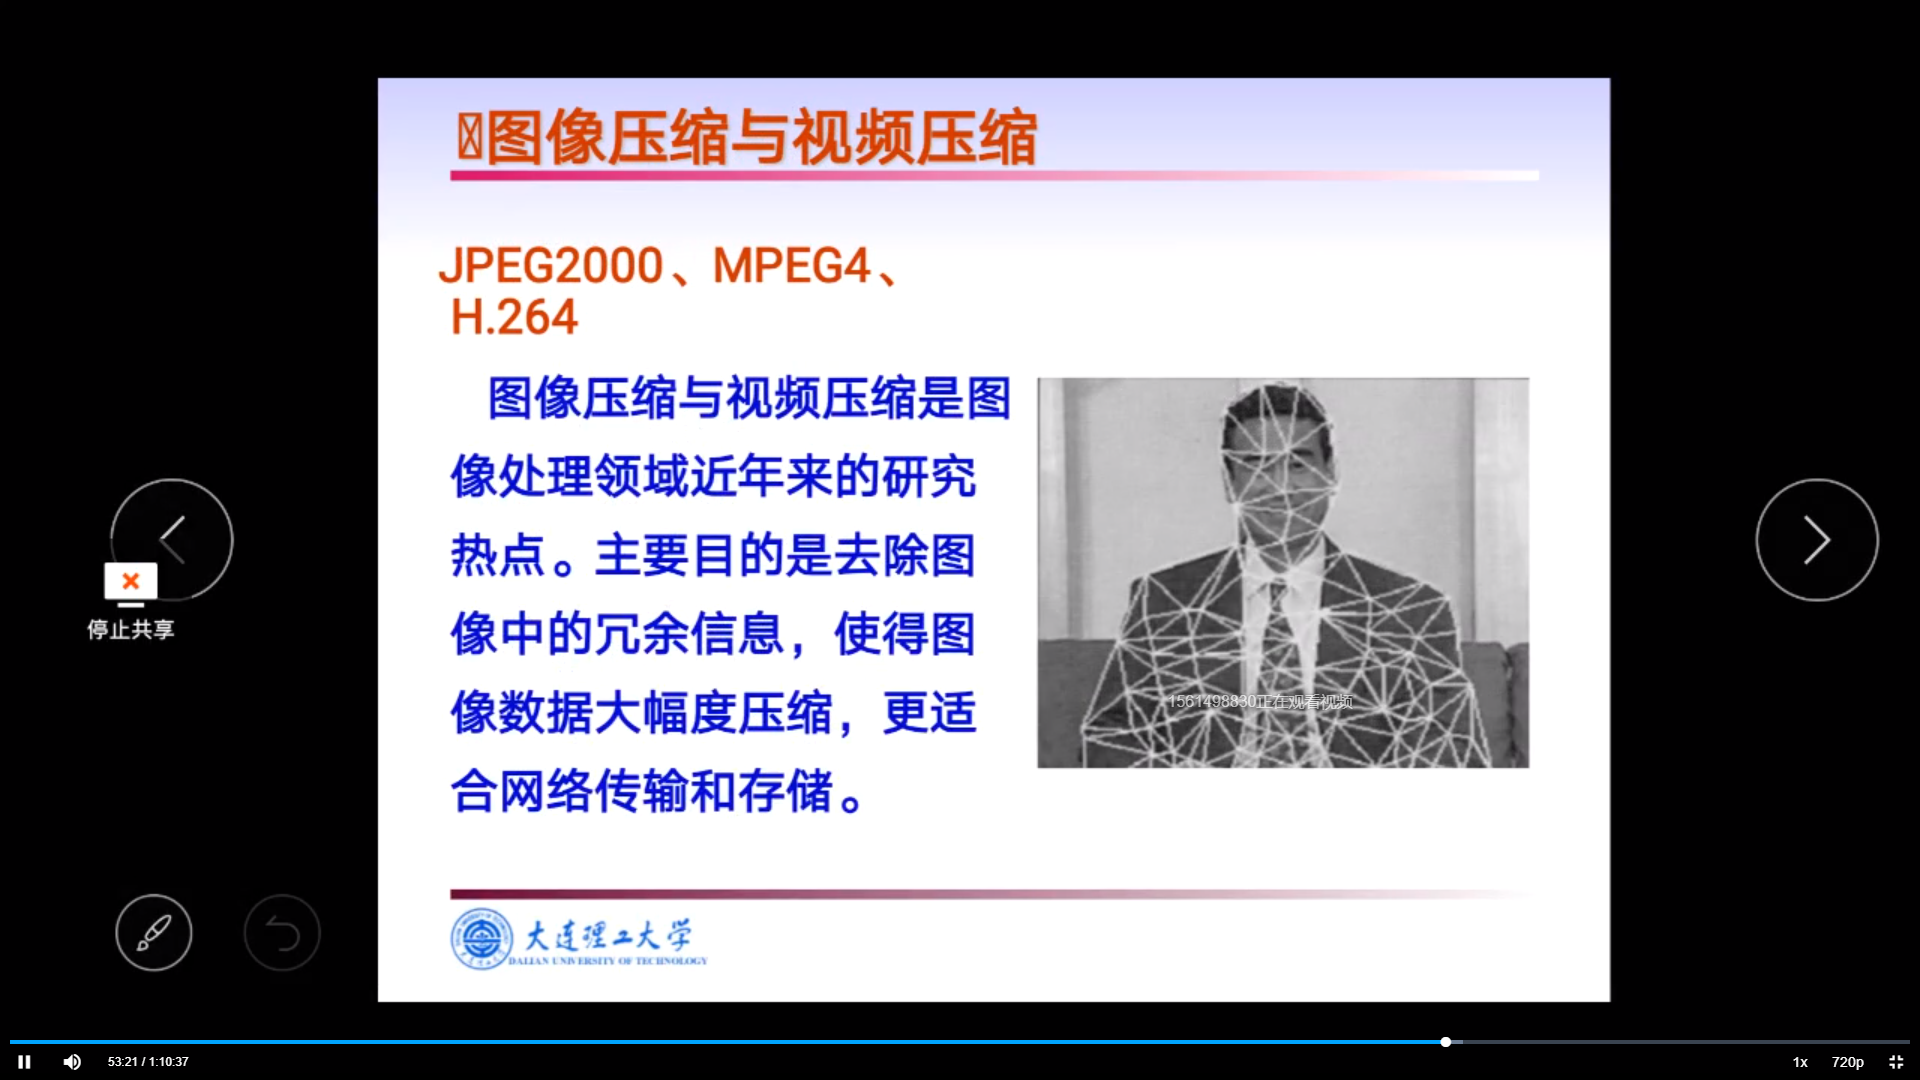 图像压缩与视频压缩
JPEG2000、MPEG4、
H.264
图像压缩与视频压缩是图
像处理领域近年来的研究
热点。主要目的是去除图
像中的冗余信息，使得图
像数据大幅度压缩，更适
合网络传输和存储。
1561498830正在观看视频
停止共享
大连理工大学
DALIAN UNIVERSITY OF TECHNOLOGY
53:21 / 1:10:37
1x
720p